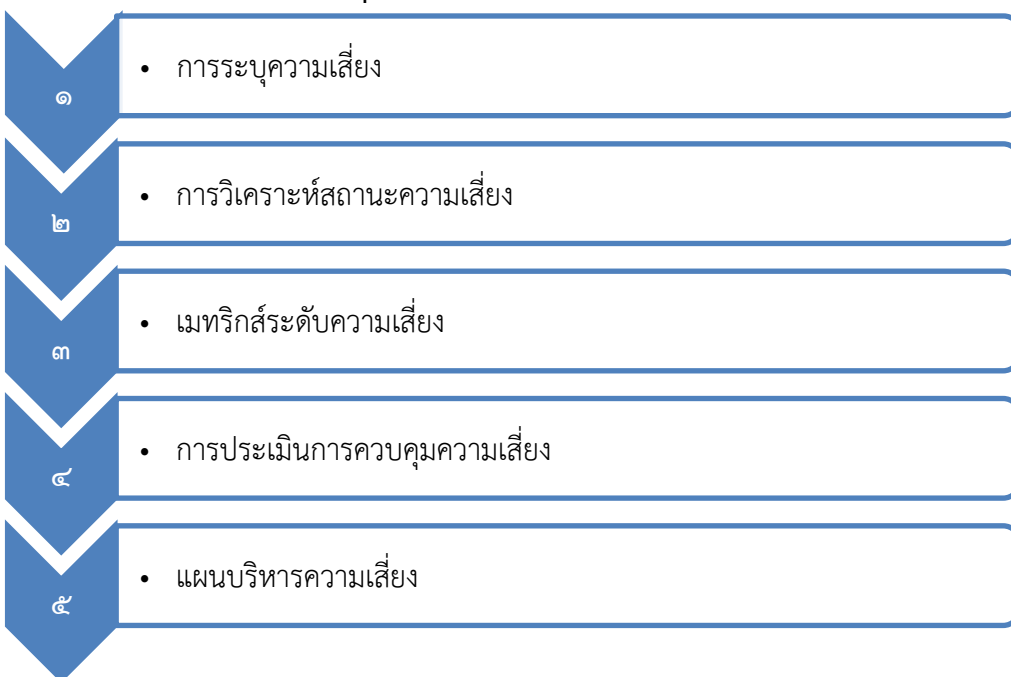 ๑
• การระบุความเสี่ยง
๒
• การวิเคราะห์สถานะความเสี่ยง
๓
• เมทริกส์ระดับความเสี่ยง
๔
• การประเมินการควบคุมความเสี่ยง
๕
• แผนบริหารความเสี่ยง